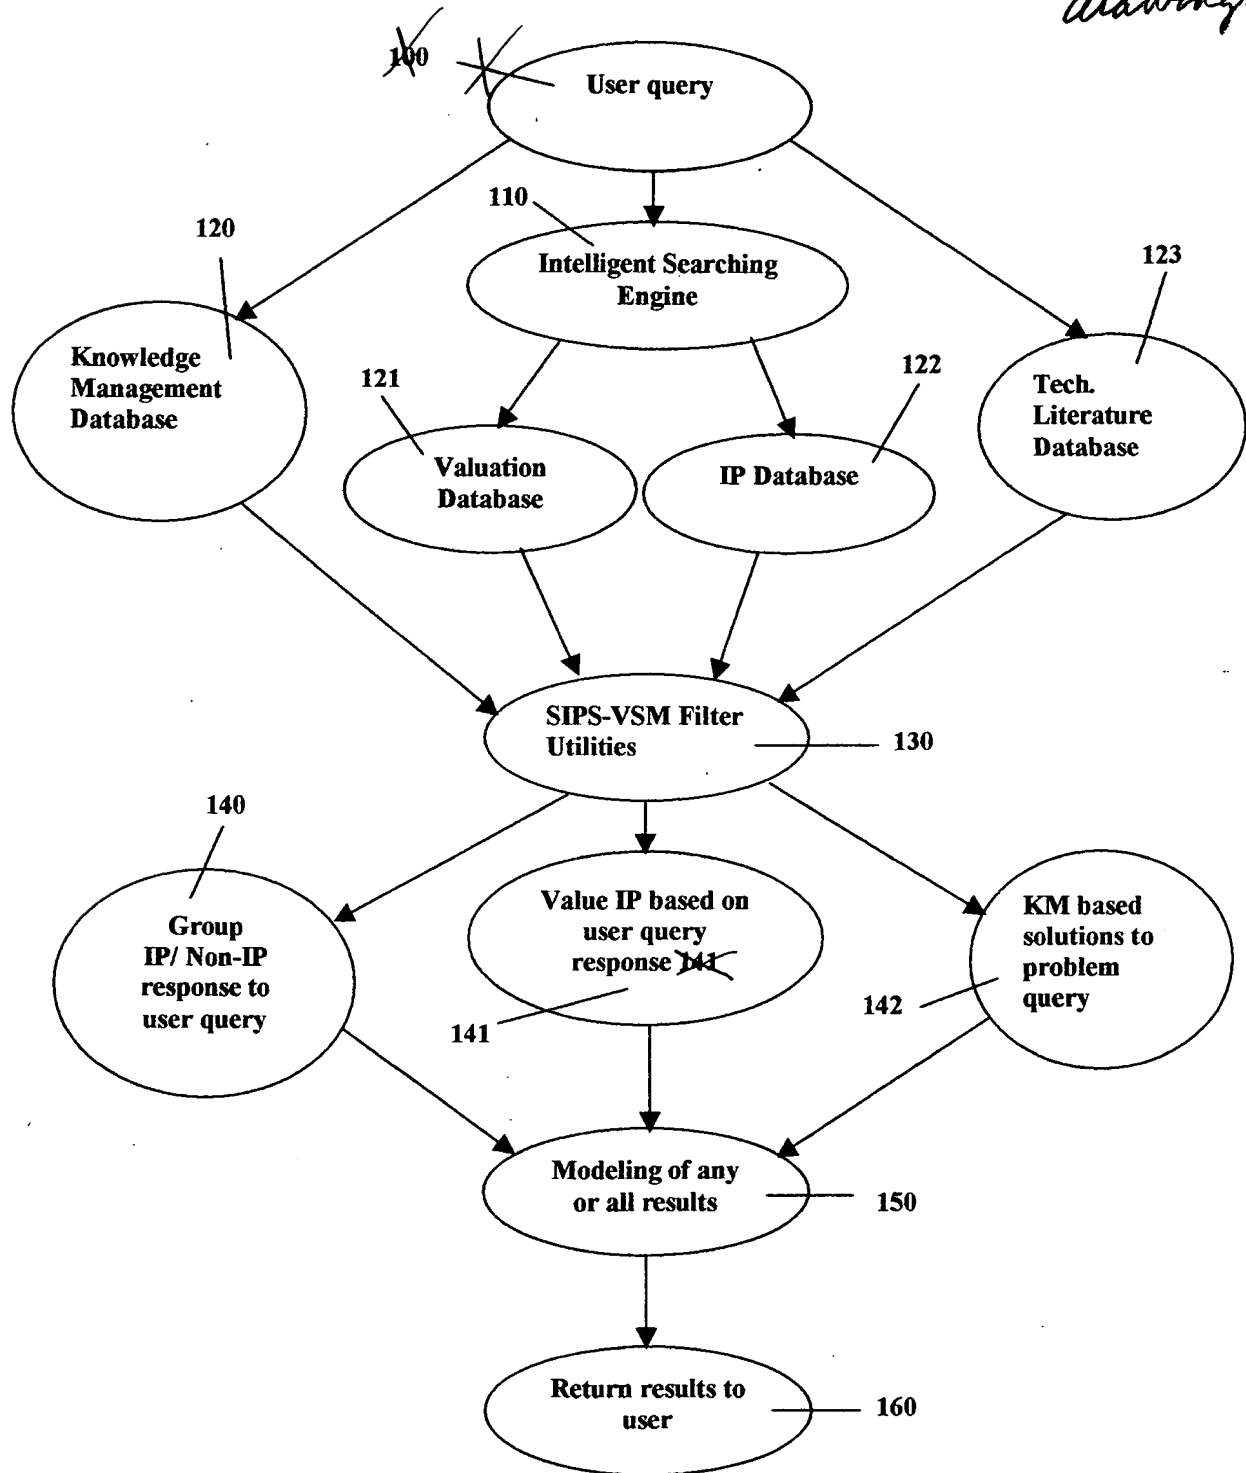 drawing
100
User query
110
120
Intelligent Searching
Engine
123
Knowledge
Management
Database
121
122
Tech.
Literature
Database
Valuation
Database
IP Database
SIPS-VSM Filter
Utilities
130
140
Group
IP/ Non-IP
response to
user query
Value IP based on
user query
response 141
141
KM based
solutions to
problem
query
142
Modeling of any
or all results
150
Return results to
user
160